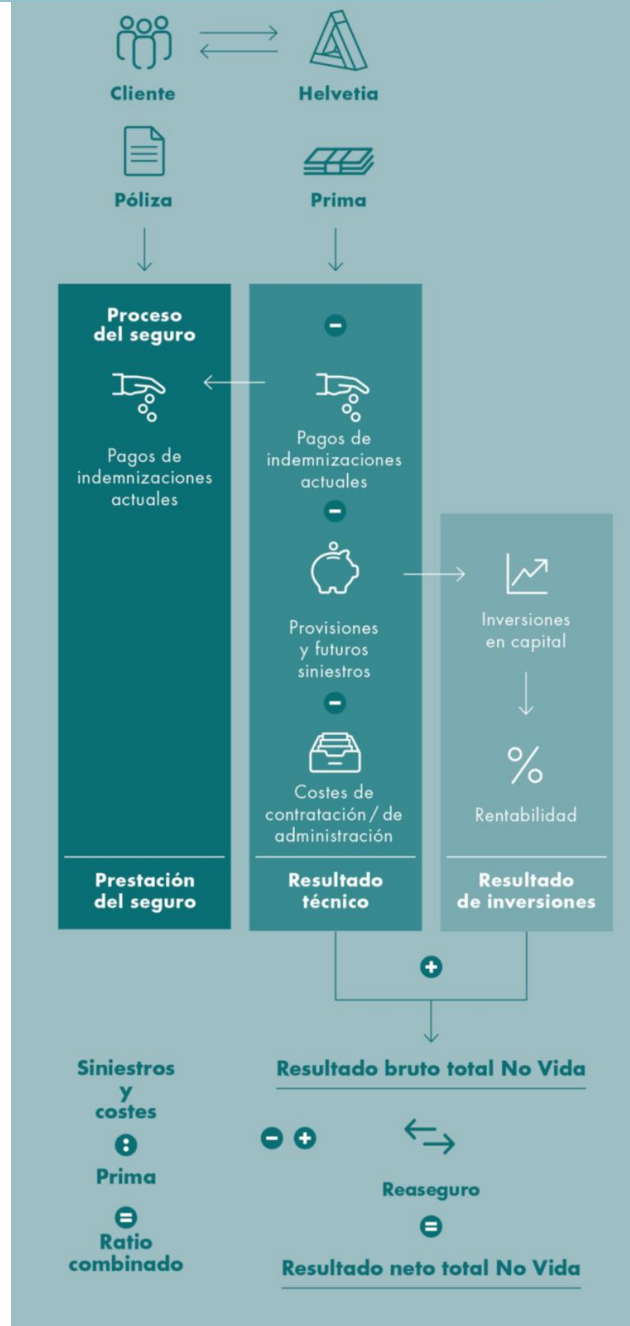 Cliente
Helvetia
Póliza
Prima
Proceso
del seguro
Pagos de
indemnizaciones
actuales
Prestación
del seguro
Pagos de
indemnizaciones
actuales
Provisiones
y futuros
siniestros
Costes de
contratación / de
administración
Resultado
técnico
Inversiones
en capital
%
Rentabilidad
Resultado
de inversiones
Siniestros
y
costes
:
Prima
=
Ratio
combinado
Resultado bruto total No Vida
Reaseguro
=
Resultado neto total No Vida